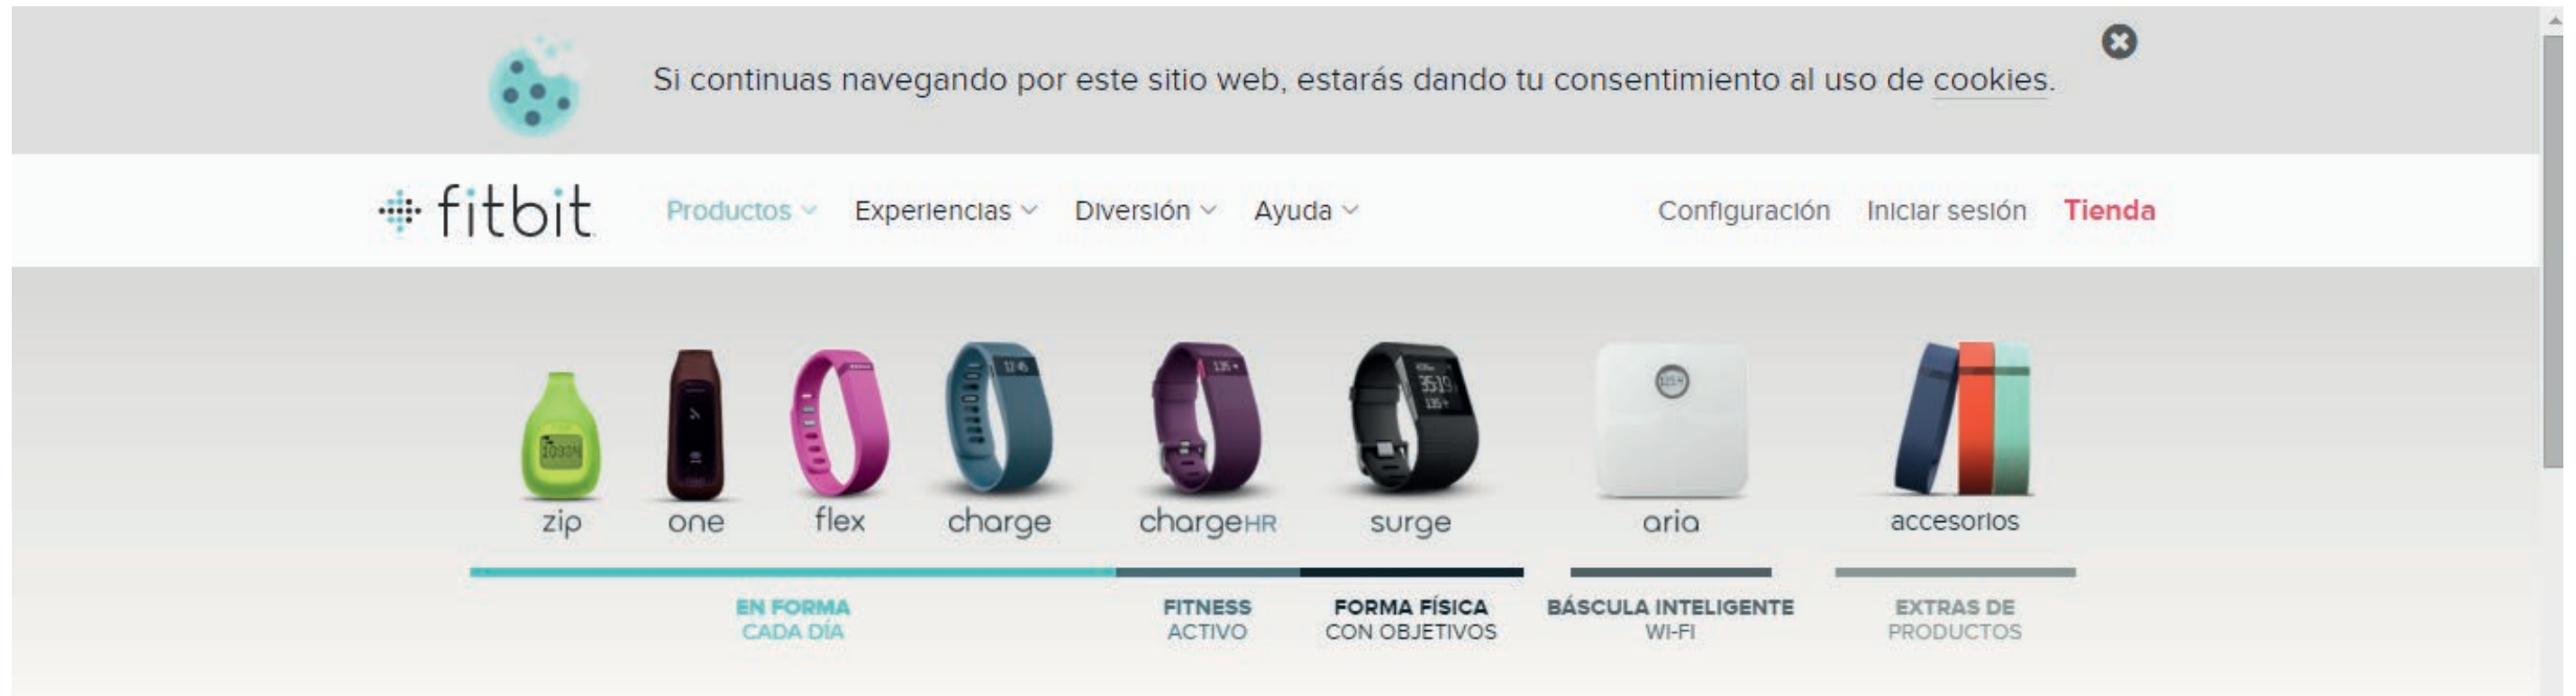 Si continuas navegando por este sitio web, estarás dando tu consentimiento al uso de cookies.
fitbit Productos Experiencias Diversión Ayuda Configuración Iniciar sesión Tienda
12:45
zip one flex charge chargeHR surge aria accesorios
EN FORMA FITNESS FORMA FÍSICA BÁSCULA INTELIGENTE EXTRAS DE
CADA DÍA ACTIVO CON OBJETIVOS WI-FI PRODUCTOS